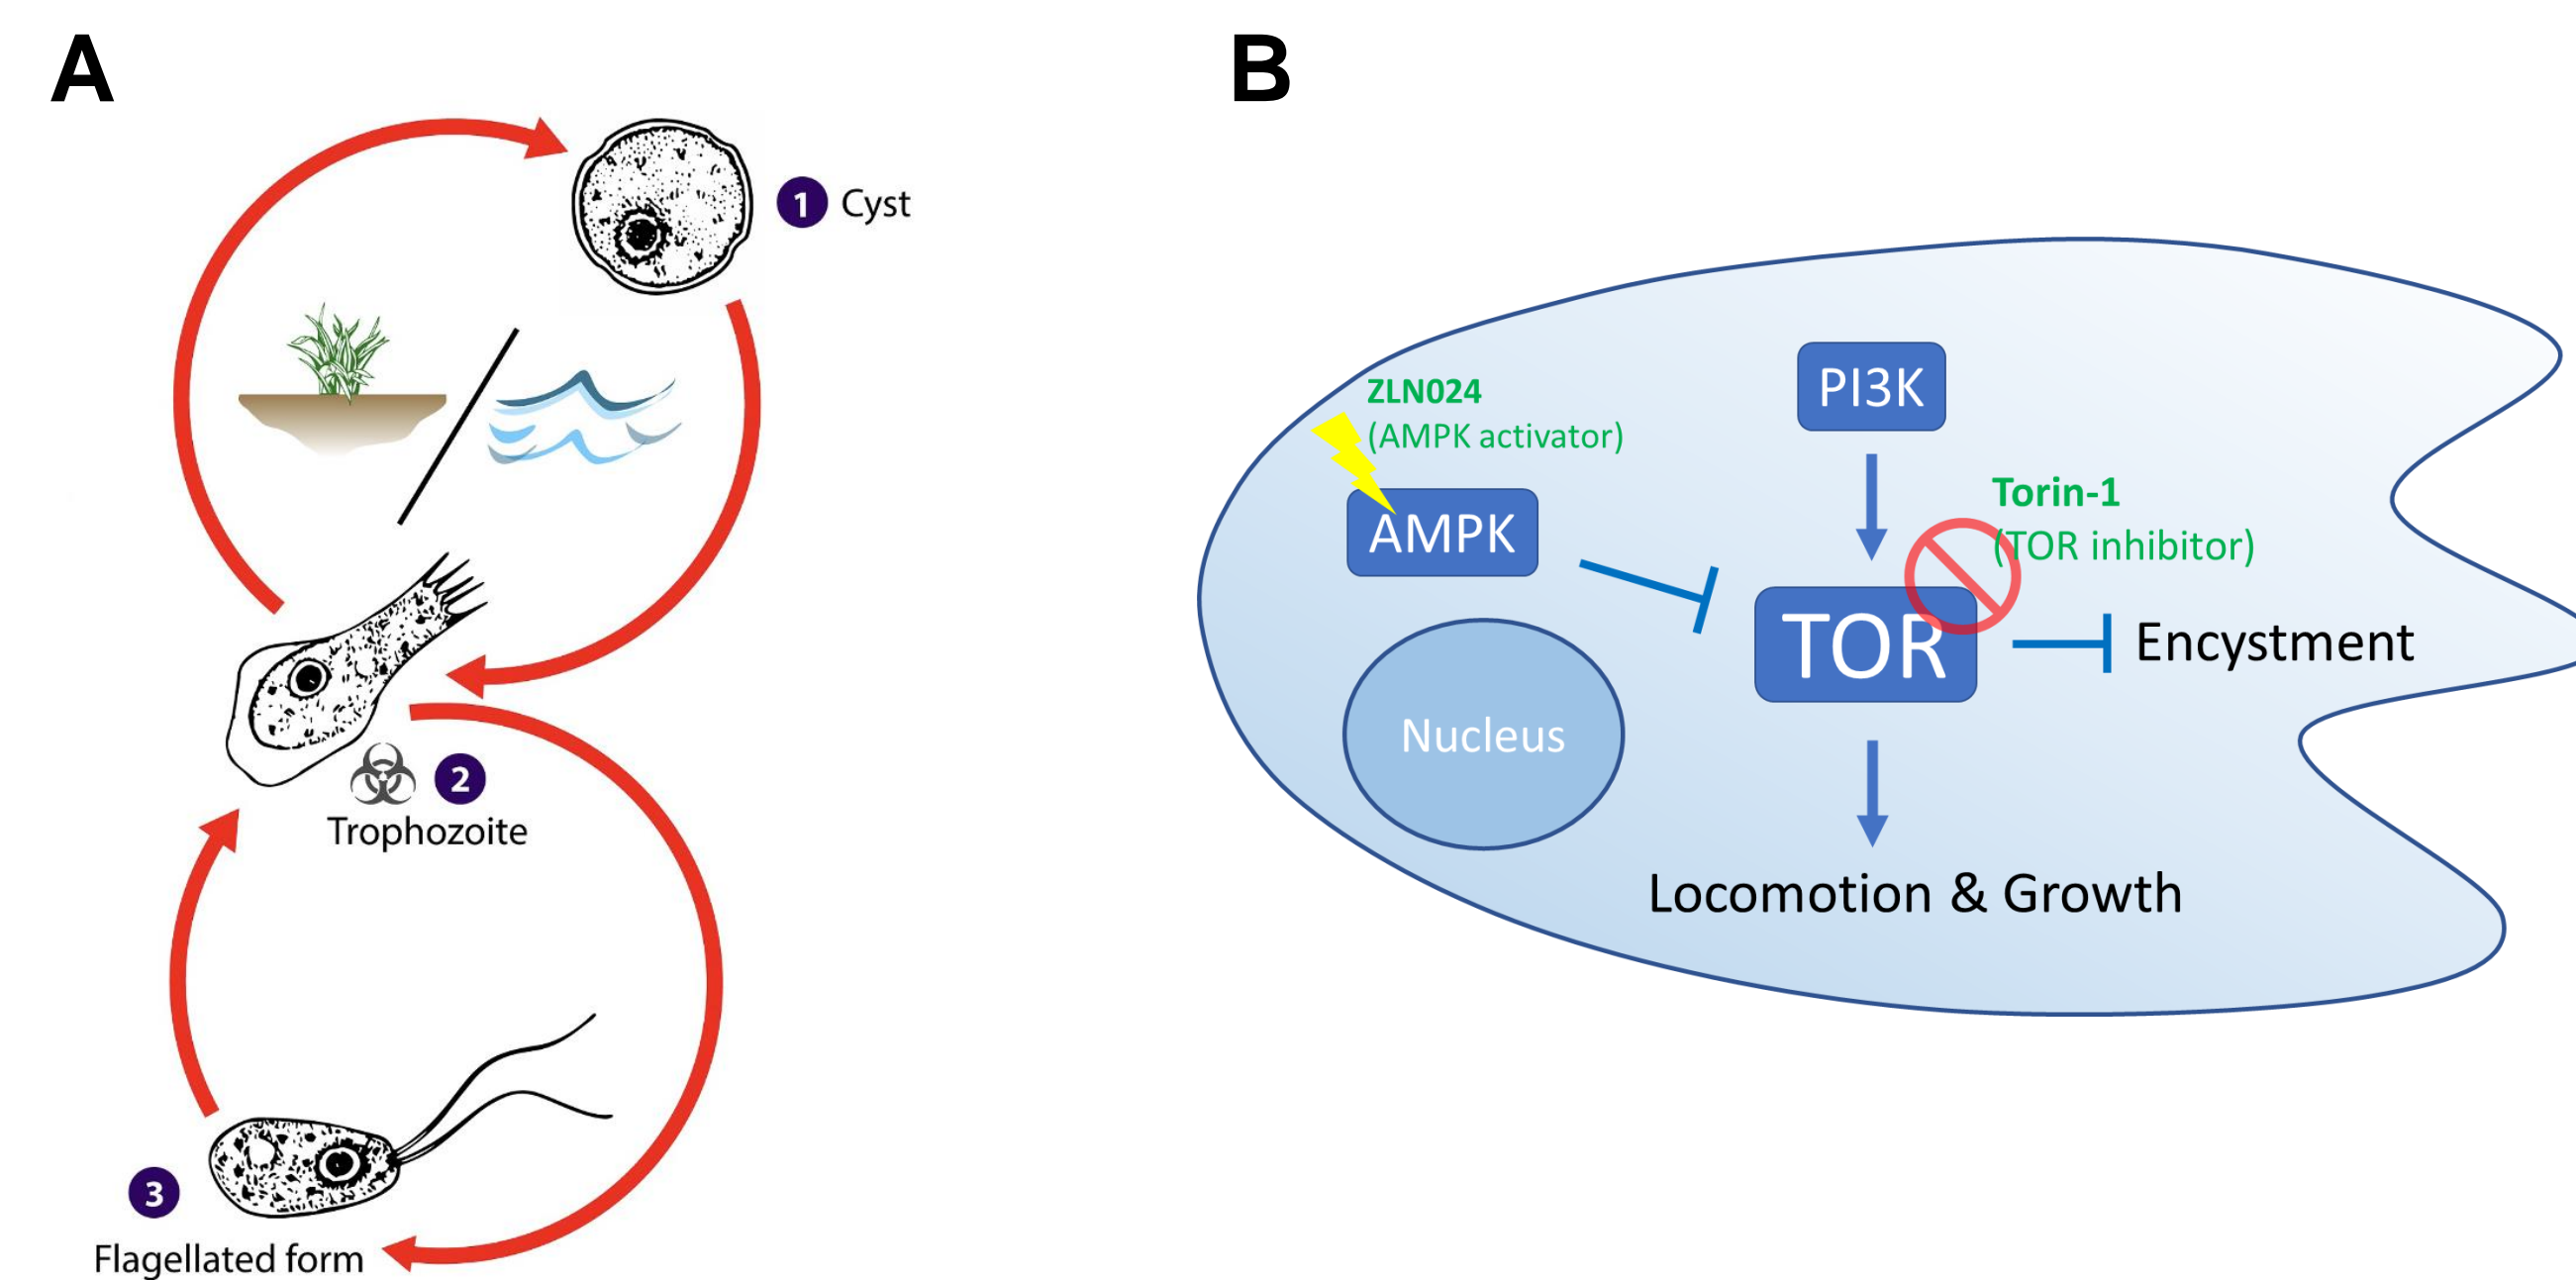 A
1 Cyst
2
Trophozoite
3
Flagellated form
B
ZLN024
(AMPK activator)
AMPK
PI3K
Torin-1
(TOR inhibitor)
TOR
Encystment
Nucleus
Locomotion & Growth